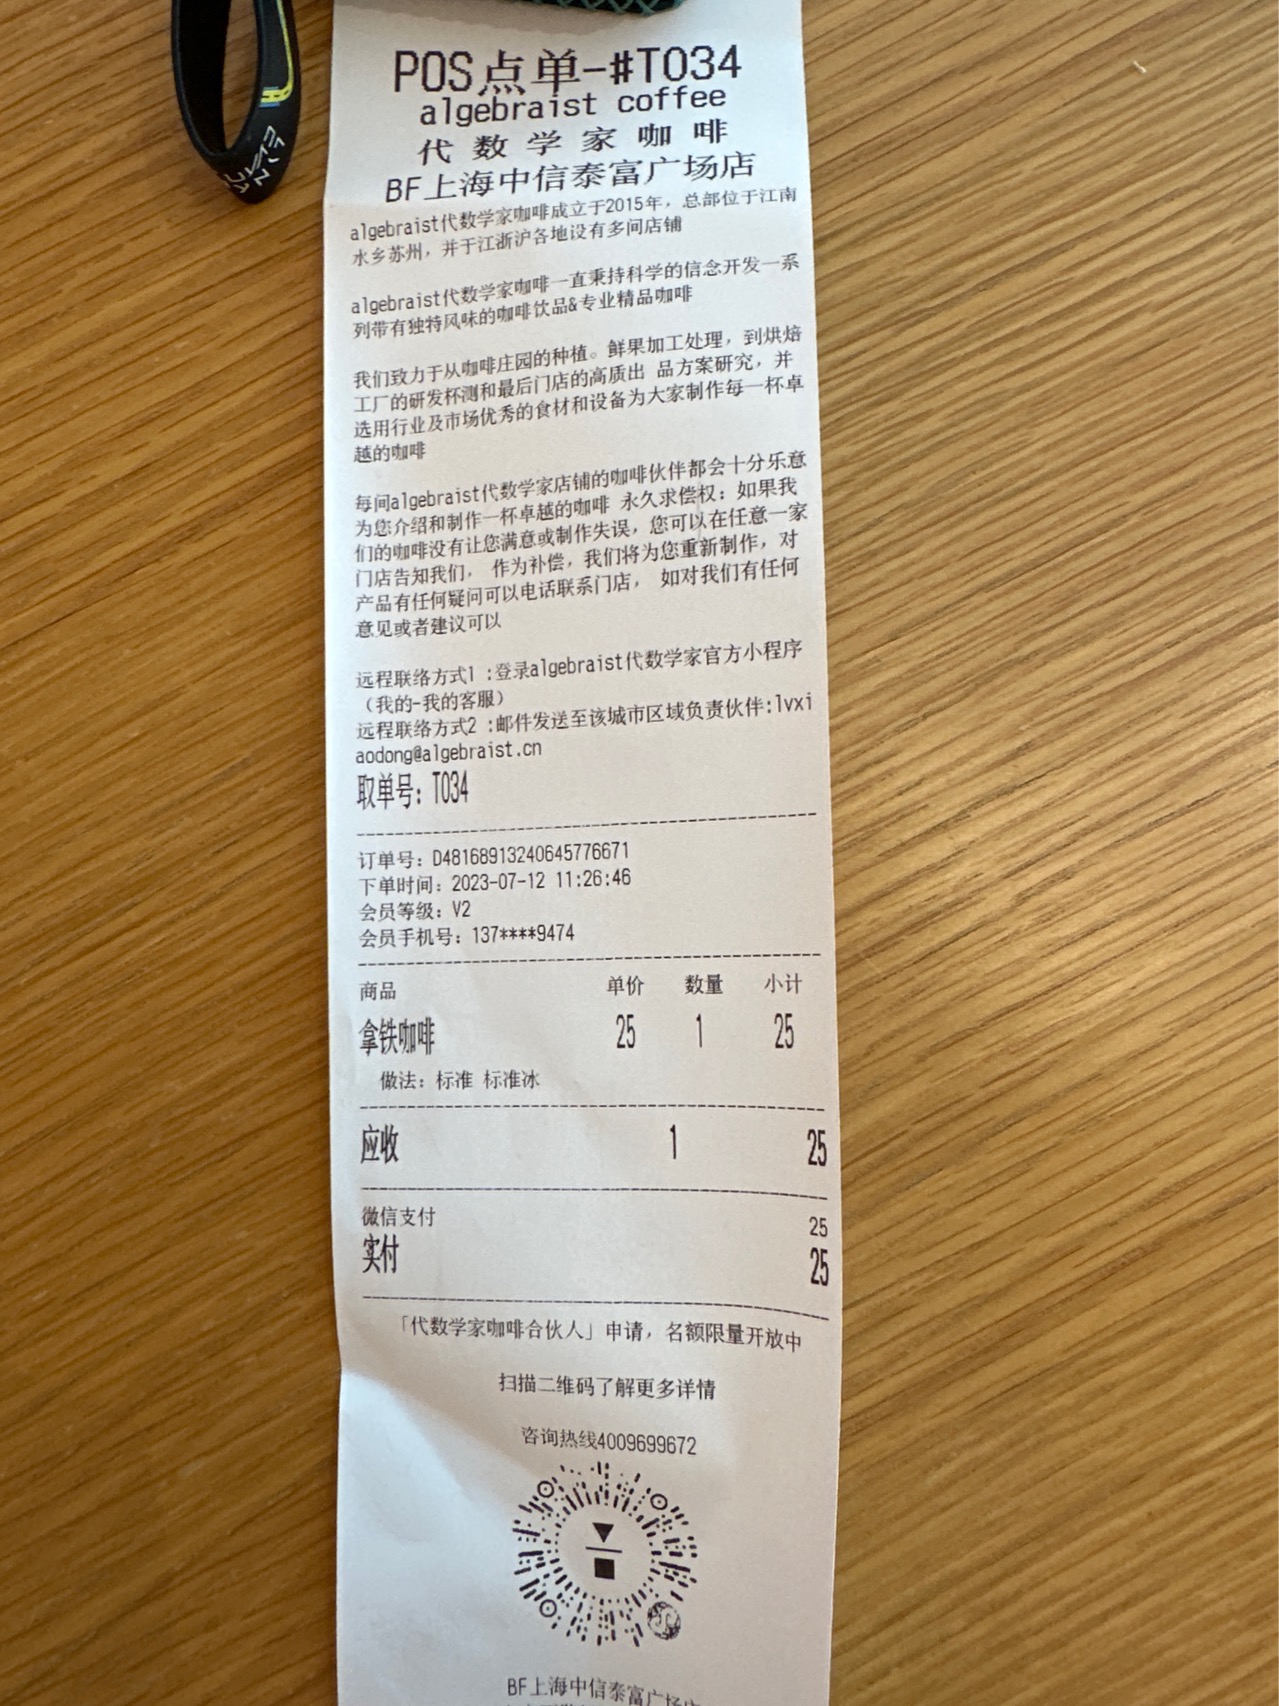 POS点单-#T034
algebraist coffee
代数学家咖啡
BF上海中信泰富广场店
algebraist代数学家咖啡成立于2015年，总部位于江南
水乡苏州，并于江浙沪各地设有多间店铺
algebraist代数学家咖啡一直秉持科学的信念开发一系
列带有独特风味的咖啡饮品&专业精品咖啡
我们致力于从咖啡庄园的种植。鲜果加工处理，到烘焙
工厂的研发杯测和最后门店的高质出 品方案研究，并
选用行业及市场优秀的食材和设备为大家制作每一杯卓
越的咖啡
每间algebraist代数学家店铺的咖啡伙伴都会十分乐意
为您介绍和制作一杯卓越的咖啡 永久求偿权：如果我
们的咖啡没有让您满意或制作失误，您可以在任意一家
门店告知我们， 作为补偿，我们将为您重新制作，对
产品有任何疑问可以电话联系门店， 如对我们有任何
意见或者建议可以
远程联络方式1 :登录algebraist代数学家官方小程序
（我的-我的客服）
远程联络方式2 :邮件发送至该城市区域负责伙伴:lvxi
aodong@algebraist.cn
取单号：T034
订单号：D48168913240645776671
下单时间：2023-07-12 11:26:46
会员等级：V2
会员手机号：137****9474
商品 单价 数量 小计
拿铁咖啡 25 1 25
做法：标准 标准冰
应收 1 25
微信支付 25
实付 25
「代数学家咖啡合伙人」申请，名额限量开放中
扫描二维码了解更多详情
咨询热线4009699672
BF上海中信泰富广场店